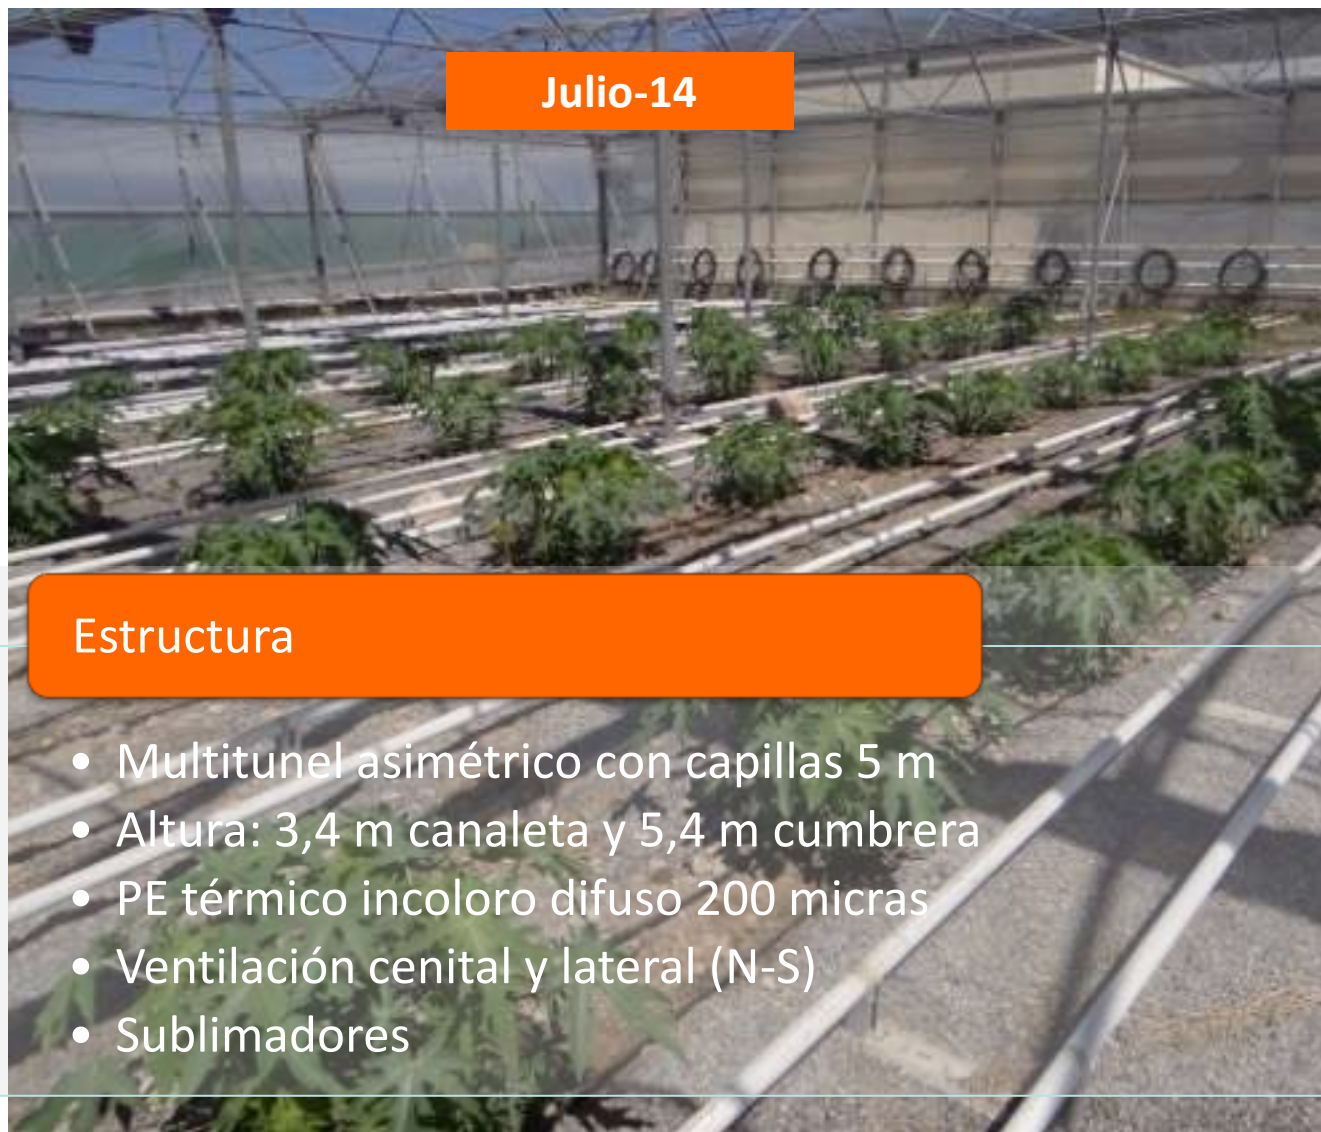 Julio-14
Estructura
• Multitunel asimétrico con capillas 5 m
• Altura: 3,4 m canaleta y 5,4 m cumbrera
• PE térmico incoloro difuso 200 micras
• Ventilación cenital y lateral (N-S)
• Sublimadores